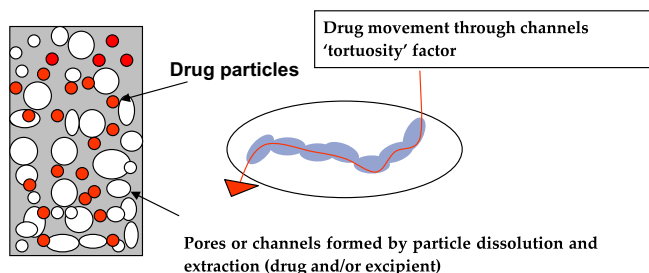 Drug movement through channels
‘tortuosity’ factor
Drug particles
Pores or channels formed by particle dissolution and
extraction (drug and/or excipient)